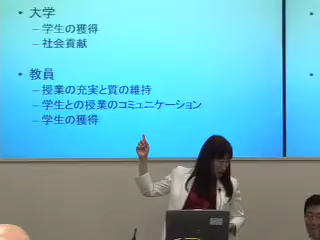 • 大学
– 学生の獲得
– 社会貢献
• 教員
– 授業の充実と質の維持
– 学生との授業のコミュニケーション
– 学生の獲得